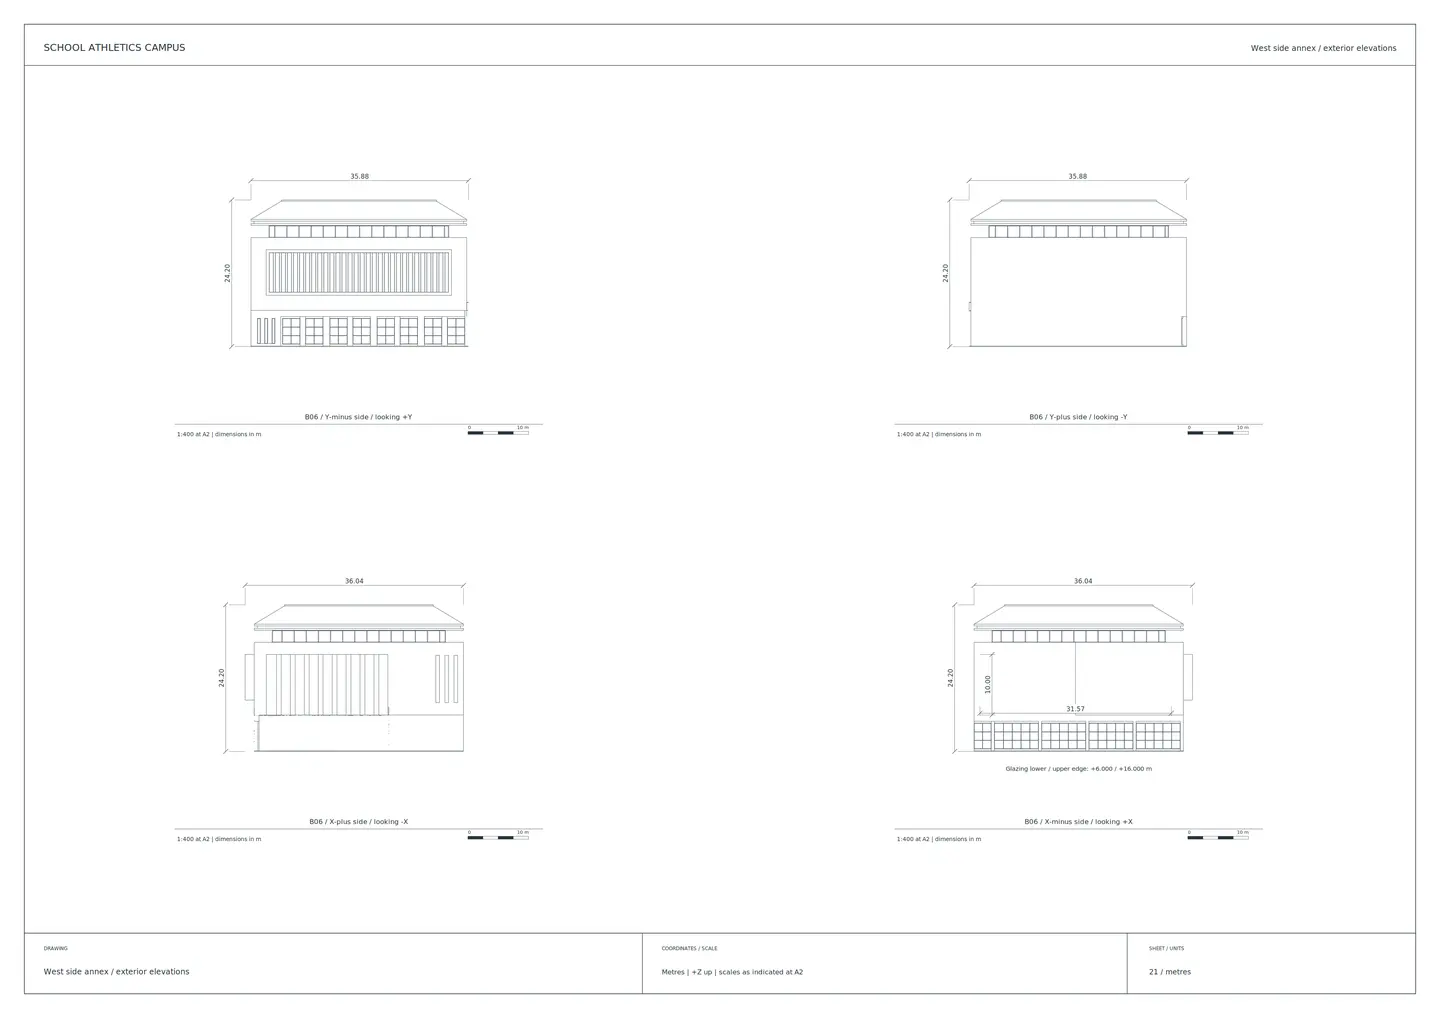 SCHOOL ATHLETICS CAMPUS
West side annex / exterior elevations
35.88
24.20
B06 / Y-minus side / looking +Y
1:400 at A2 | dimensions in m
0 10 m
35.88
24.20
B06 / Y-plus side / looking -Y
1:400 at A2 | dimensions in m
0 10 m
36.04
24.20
B06 / X-plus side / looking -X
1:400 at A2 | dimensions in m
0 10 m
36.04
24.20
10.00
31.57
Glazing lower / upper edge: +6.000 / +16.000 m
B06 / X-minus side / looking +X
1:400 at A2 | dimensions in m
0 10 m
DRAWING
West side annex / exterior elevations
COORDINATES / SCALE
Metres | +Z up | scales as indicated at A2
SHEET / UNITS
21 / metres